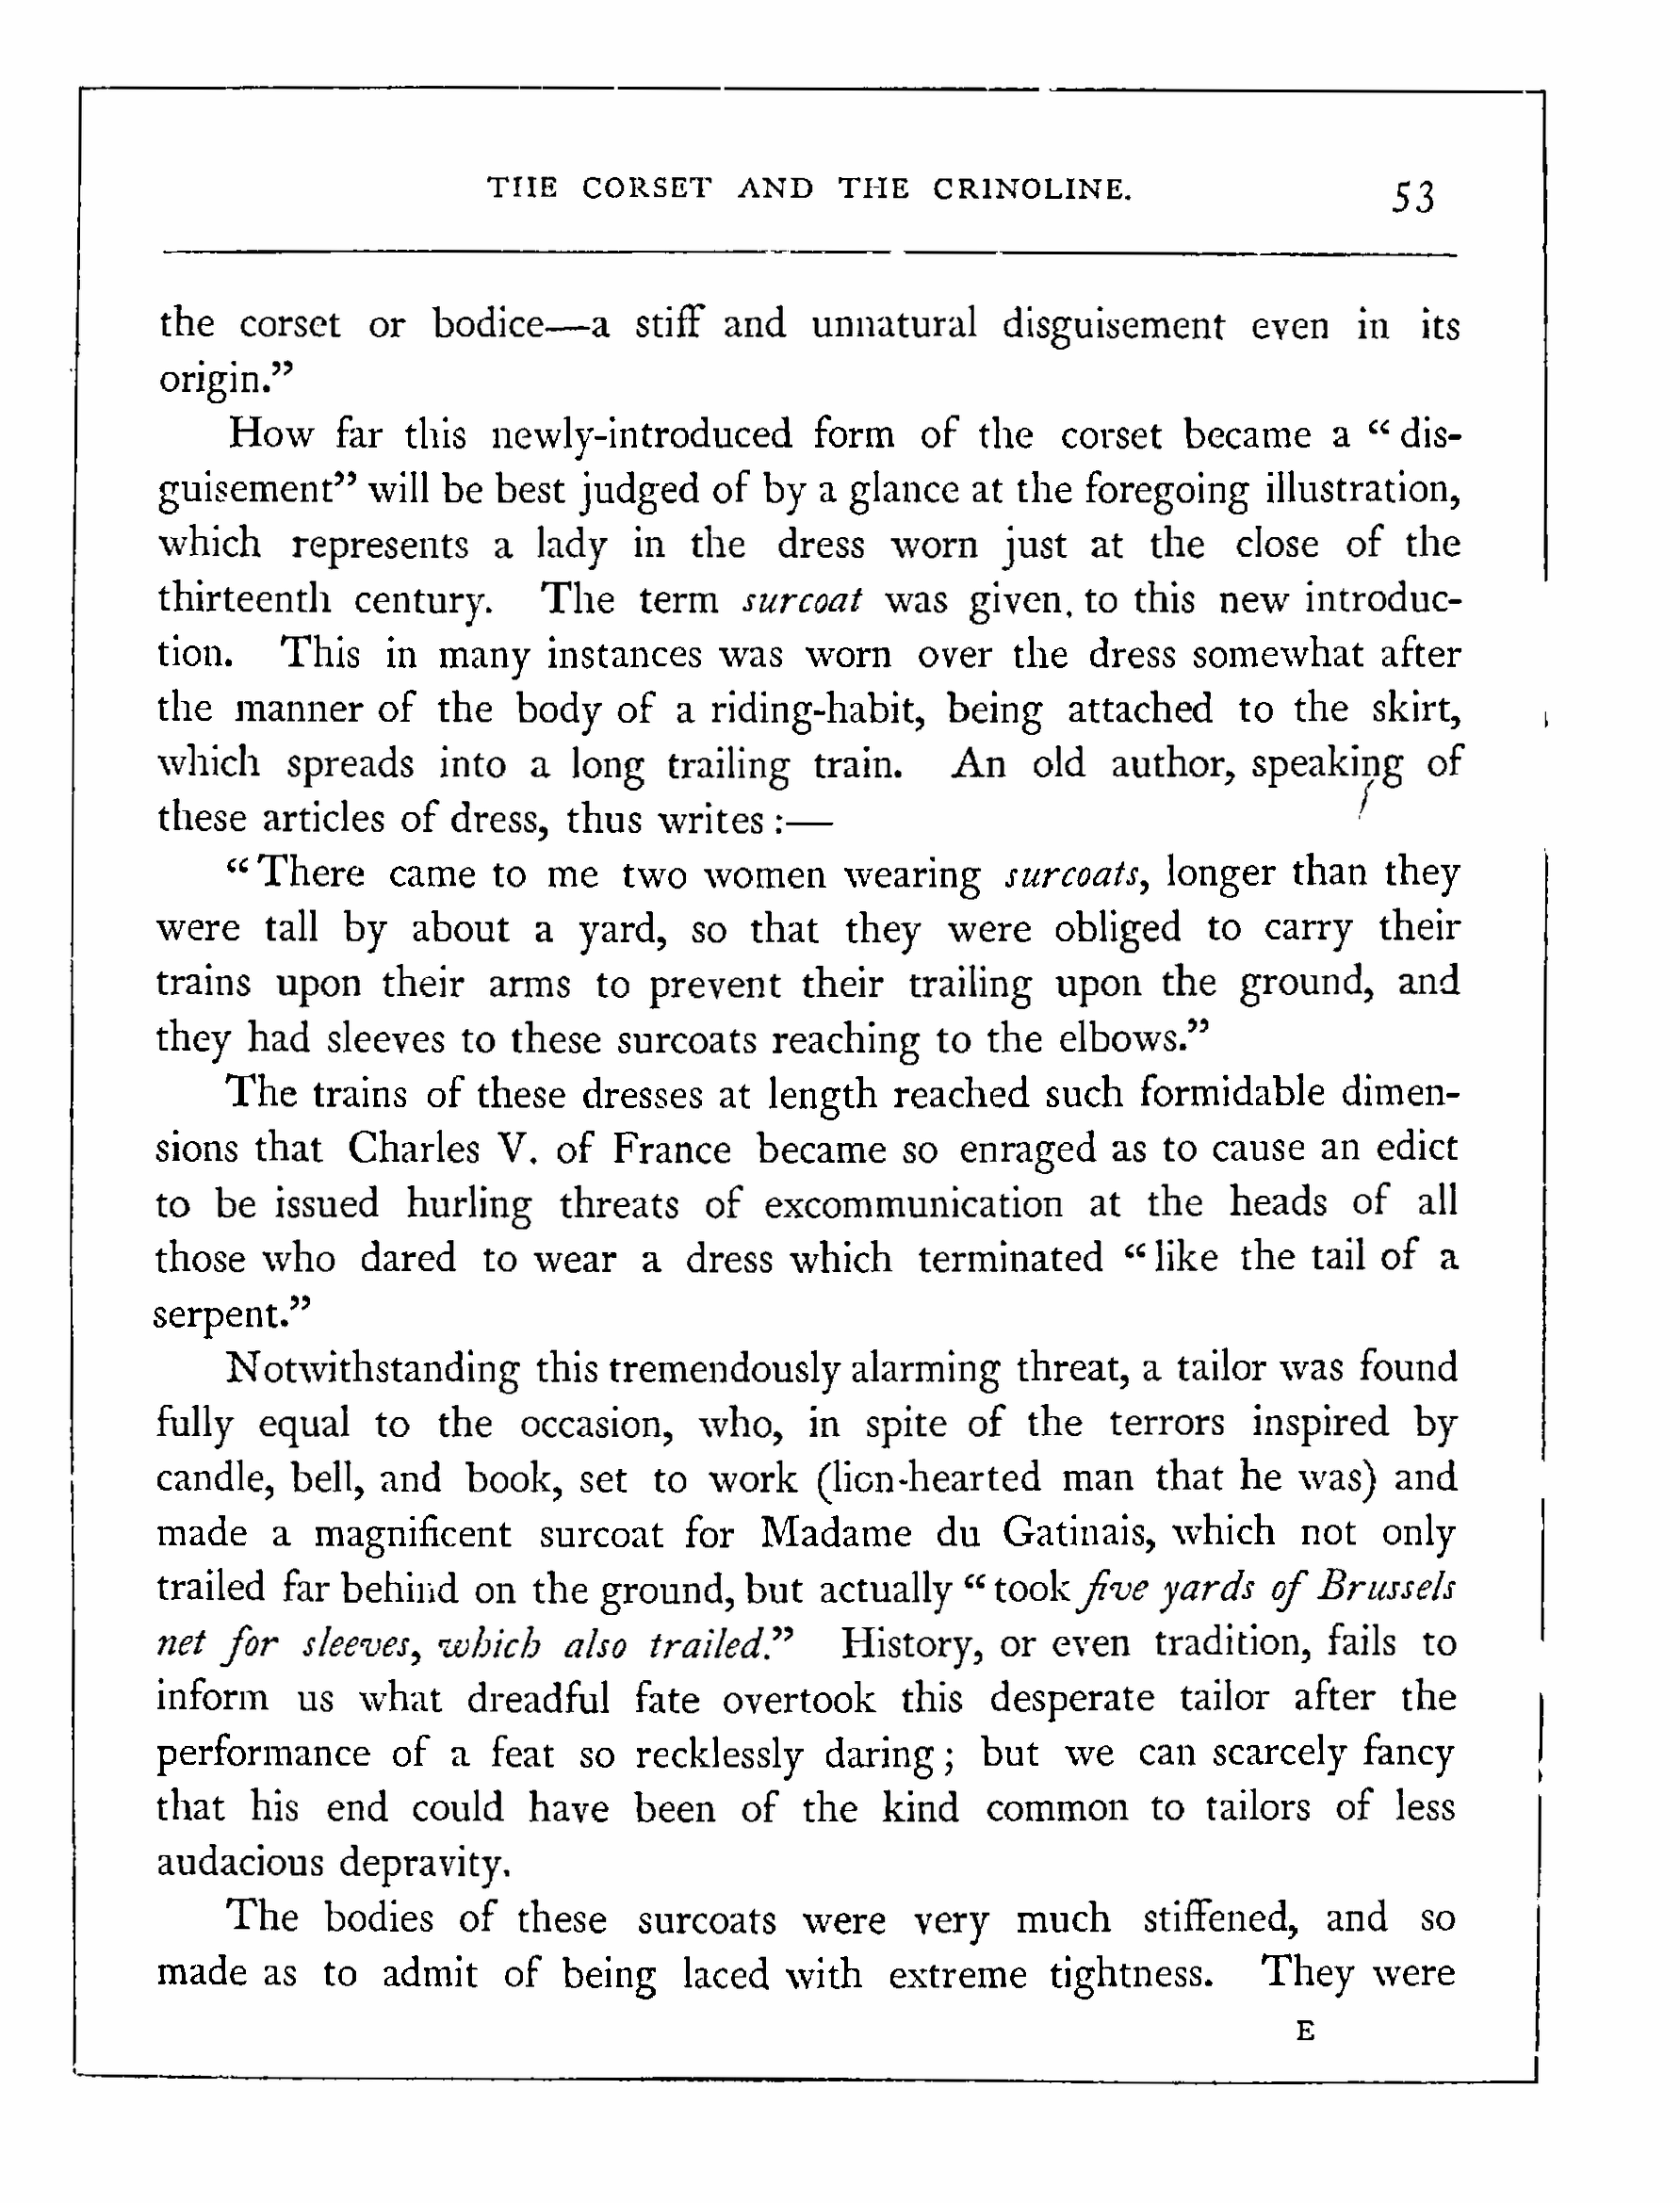 THE CORSET AND THE CRINOLINE. 53
the corset or bodice—a stiff and unnatural disguisement even in its
origin.”
How far this newly-introduced form of the corset became a “ dis-
guisement” will be best judged of by a glance at the foregoing illustration,
which represents a lady in the dress worn just at the close of the
thirteenth century. The term surcoat was given, to this new introduc-
tion. This in many instances was worn over the dress somewhat after
the manner of the body of a riding-habit, being attached to the skirt,
which spreads into a long trailing train. An old author, speaking of
these articles of dress, thus writes :—
“ There came to me two women wearing surcoats, longer than they
were tall by about a yard, so that they were obliged to carry their
trains upon their arms to prevent their trailing upon the ground, and
they had sleeves to these surcoats reaching to the elbows.”
The trains of these dresses at length reached such formidable dimen-
sions that Charles V. of France became so enraged as to cause an edict
to be issued hurling threats of excommunication at the heads of all
those who dared to wear a dress which terminated “ like the tail of a
serpent.”
Notwithstanding this tremendously alarming threat, a tailor was found
fully equal to the occasion, who, in spite of the terrors inspired by
candle, bell, and book, set to work (lion-hearted man that he was) and
made a magnificent surcoat for Madame du Gatinais, which not only
trailed far behind on the ground, but actually “ took five yards of Brussels
net for sleeves, which also trailed.” History, or even tradition, fails to
inform us what dreadful fate overtook this desperate tailor after the
performance of a feat so recklessly daring ; but we can scarcely fancy
that his end could have been of the kind common to tailors of less
audacious depravity.
The bodies of these surcoats were very much stiffened, and so
made as to admit of being laced with extreme tightness. They were
E